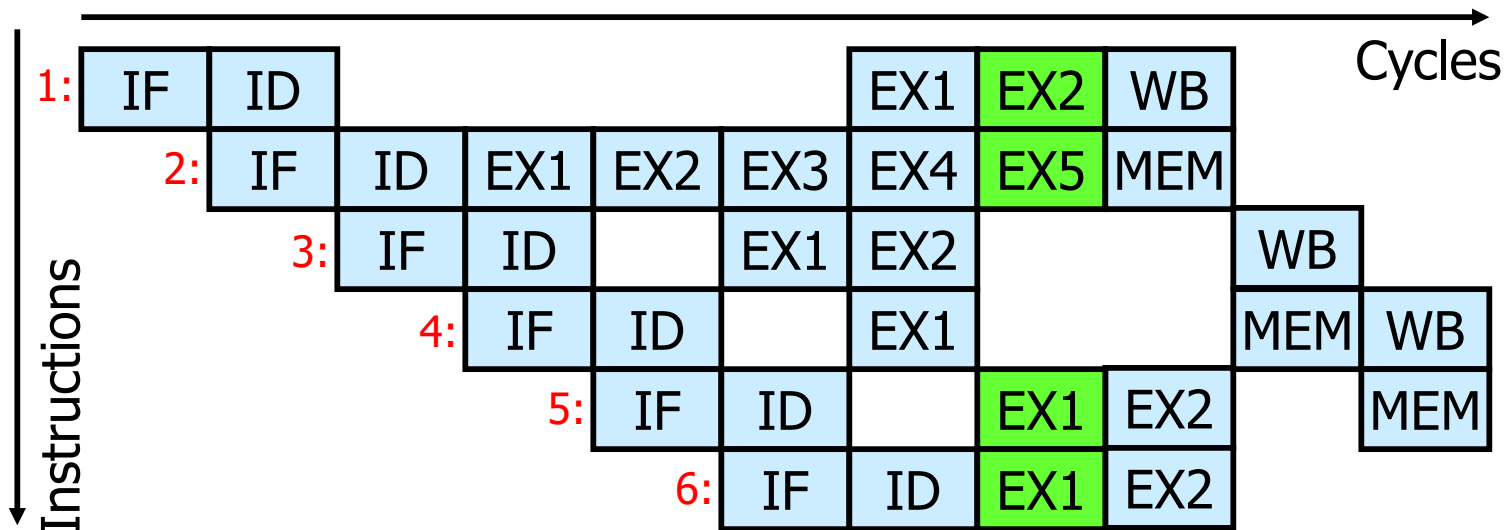 Cycles
Instructions
1: IF ID EX1 EX2 WB
2: IF ID EX1 EX2 EX3 EX4 EX5 MEM
3: IF ID EX1 EX2 WB
4: IF ID EX1 MEM WB
5: IF ID EX1 EX2 MEM
6: IF ID EX1 EX2